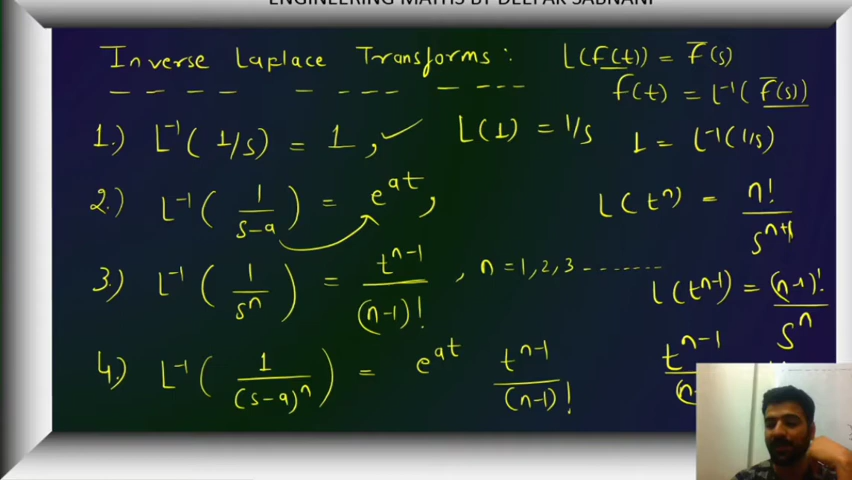 ENGINEERING MATHS BY DEEPAK SABNANI
Inverse Laplace Transforms: L(f(t)) = f̅(s)
f(t) = L⁻¹(f̅(s))
1.) L⁻¹(1/s) = 1, ✓ L(1) = 1/s 1 = L⁻¹(1/s)
2.) L⁻¹(1/(s-a)) = e^at, L(tⁿ) = n!/sⁿ⁺¹
3.) L⁻¹(1/sⁿ) = tⁿ⁻¹/(n-1)!, n = 1, 2, 3 ------- L(tⁿ⁻¹) = (n-1)!/sⁿ
4.) L⁻¹(1/(s-a)ⁿ) = e^at tⁿ⁻¹/(n-1)! tⁿ⁻¹